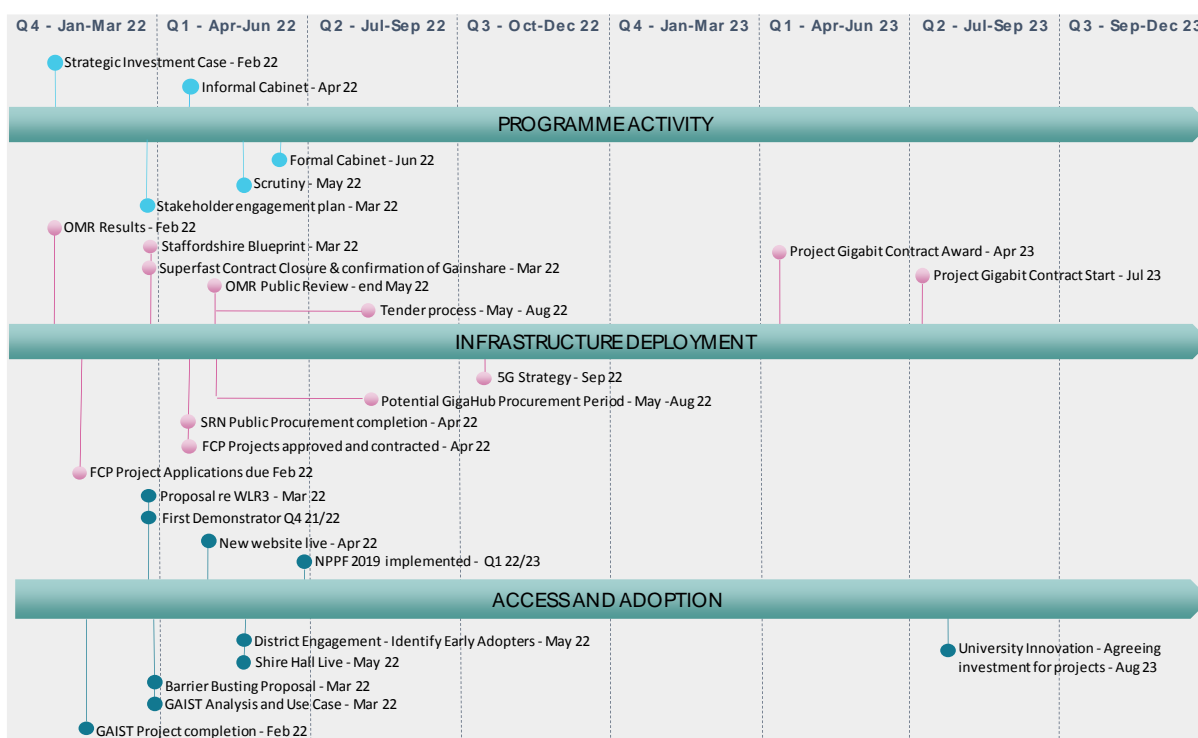 Q4 - Jan-Mar 22
Q1 - Apr-Jun 22
Q2 - Jul-Sep 22
Q3 - Oct-Dec 22
Q4 - Jan-Mar 23
Q1 - Apr-Jun 23
Q2 - Jul-Sep 23
Q3 - Sep-Dec 23
Strategic Investment Case - Feb 22
Informal Cabinet - Apr 22
PROGRAMME ACTIVITY
Formal Cabinet - Jun 22
Scrutiny - May 22
Stakeholder engagement plan - Mar 22
OMR Results - Feb 22
Staffordshire Blueprint - Mar 22
Project Gigabit Contract Award - Apr 23
Superfast Contract Closure & confirmation of Gainshare - Mar 22
Project Gigabit Contract Start - Jul 23
OMR Public Review - end May 22
Tender process - May - Aug 22
INFRASTRUCTURE DEPLOYMENT
5G Strategy - Sep 22
Potential GigaHub Procurement Period - May -Aug 22
SRN Public Procurement completion - Apr 22
FCP Projects approved and contracted - Apr 22
FCP Project Applications due Feb 22
Proposal re WLR3 - Mar 22
First Demonstrator Q4 21/22
New website live - Apr 22
NPPF 2019 implemented - Q1 22/23
ACCESS AND ADOPTION
District Engagement - Identify Early Adopters - May 22
University Innovation - Agreeing
investment for projects - Aug 23
Shire Hall Live - May 22
Barrier Busting Proposal - Mar 22
GAIST Analysis and Use Case - Mar 22
GAIST Project completion - Feb 22